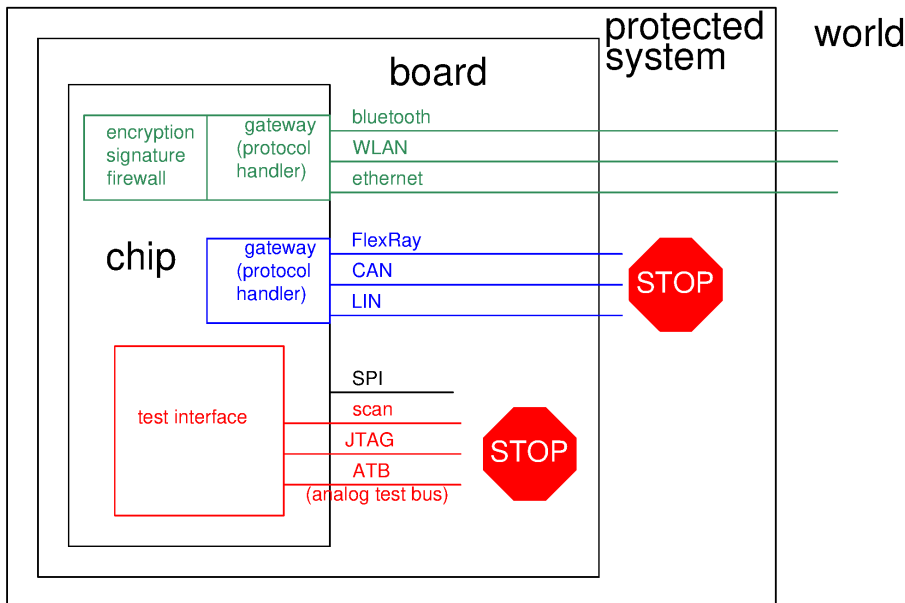 protected
system
world
board
encryption
signature
firewall
gateway
(protocol
handler)
bluetooth
WLAN
ethernet
chip
gateway
(protocol
handler)
FlexRay
CAN
LIN
STOP
test interface
SPI
scan
JTAG
ATB
(analog test bus)
STOP